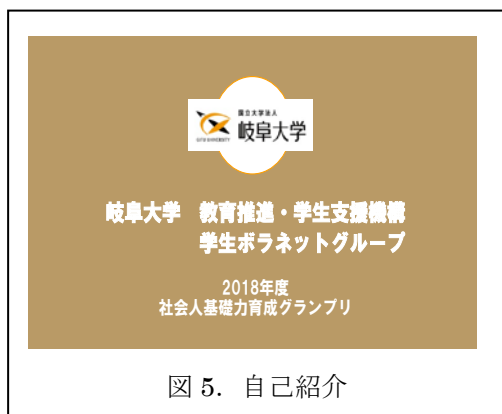 国立大学法人
岐阜大学
GIFU UNIVERSITY
岐阜大学　教育推進・学生支援機構
学生ボラネットグループ
2018年度
社会人基礎力育成グランプリ
図 5.  自己紹介